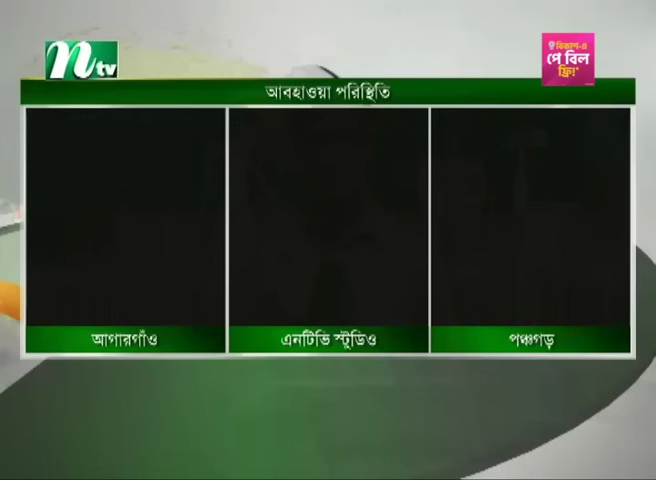 ntv
বিকাশ-এ
পে বিল
ফ্রি!*
আবহাওয়া পরিস্থিতি
আগারগাঁও
এনটিভি স্টুডিও
পঞ্চগড়